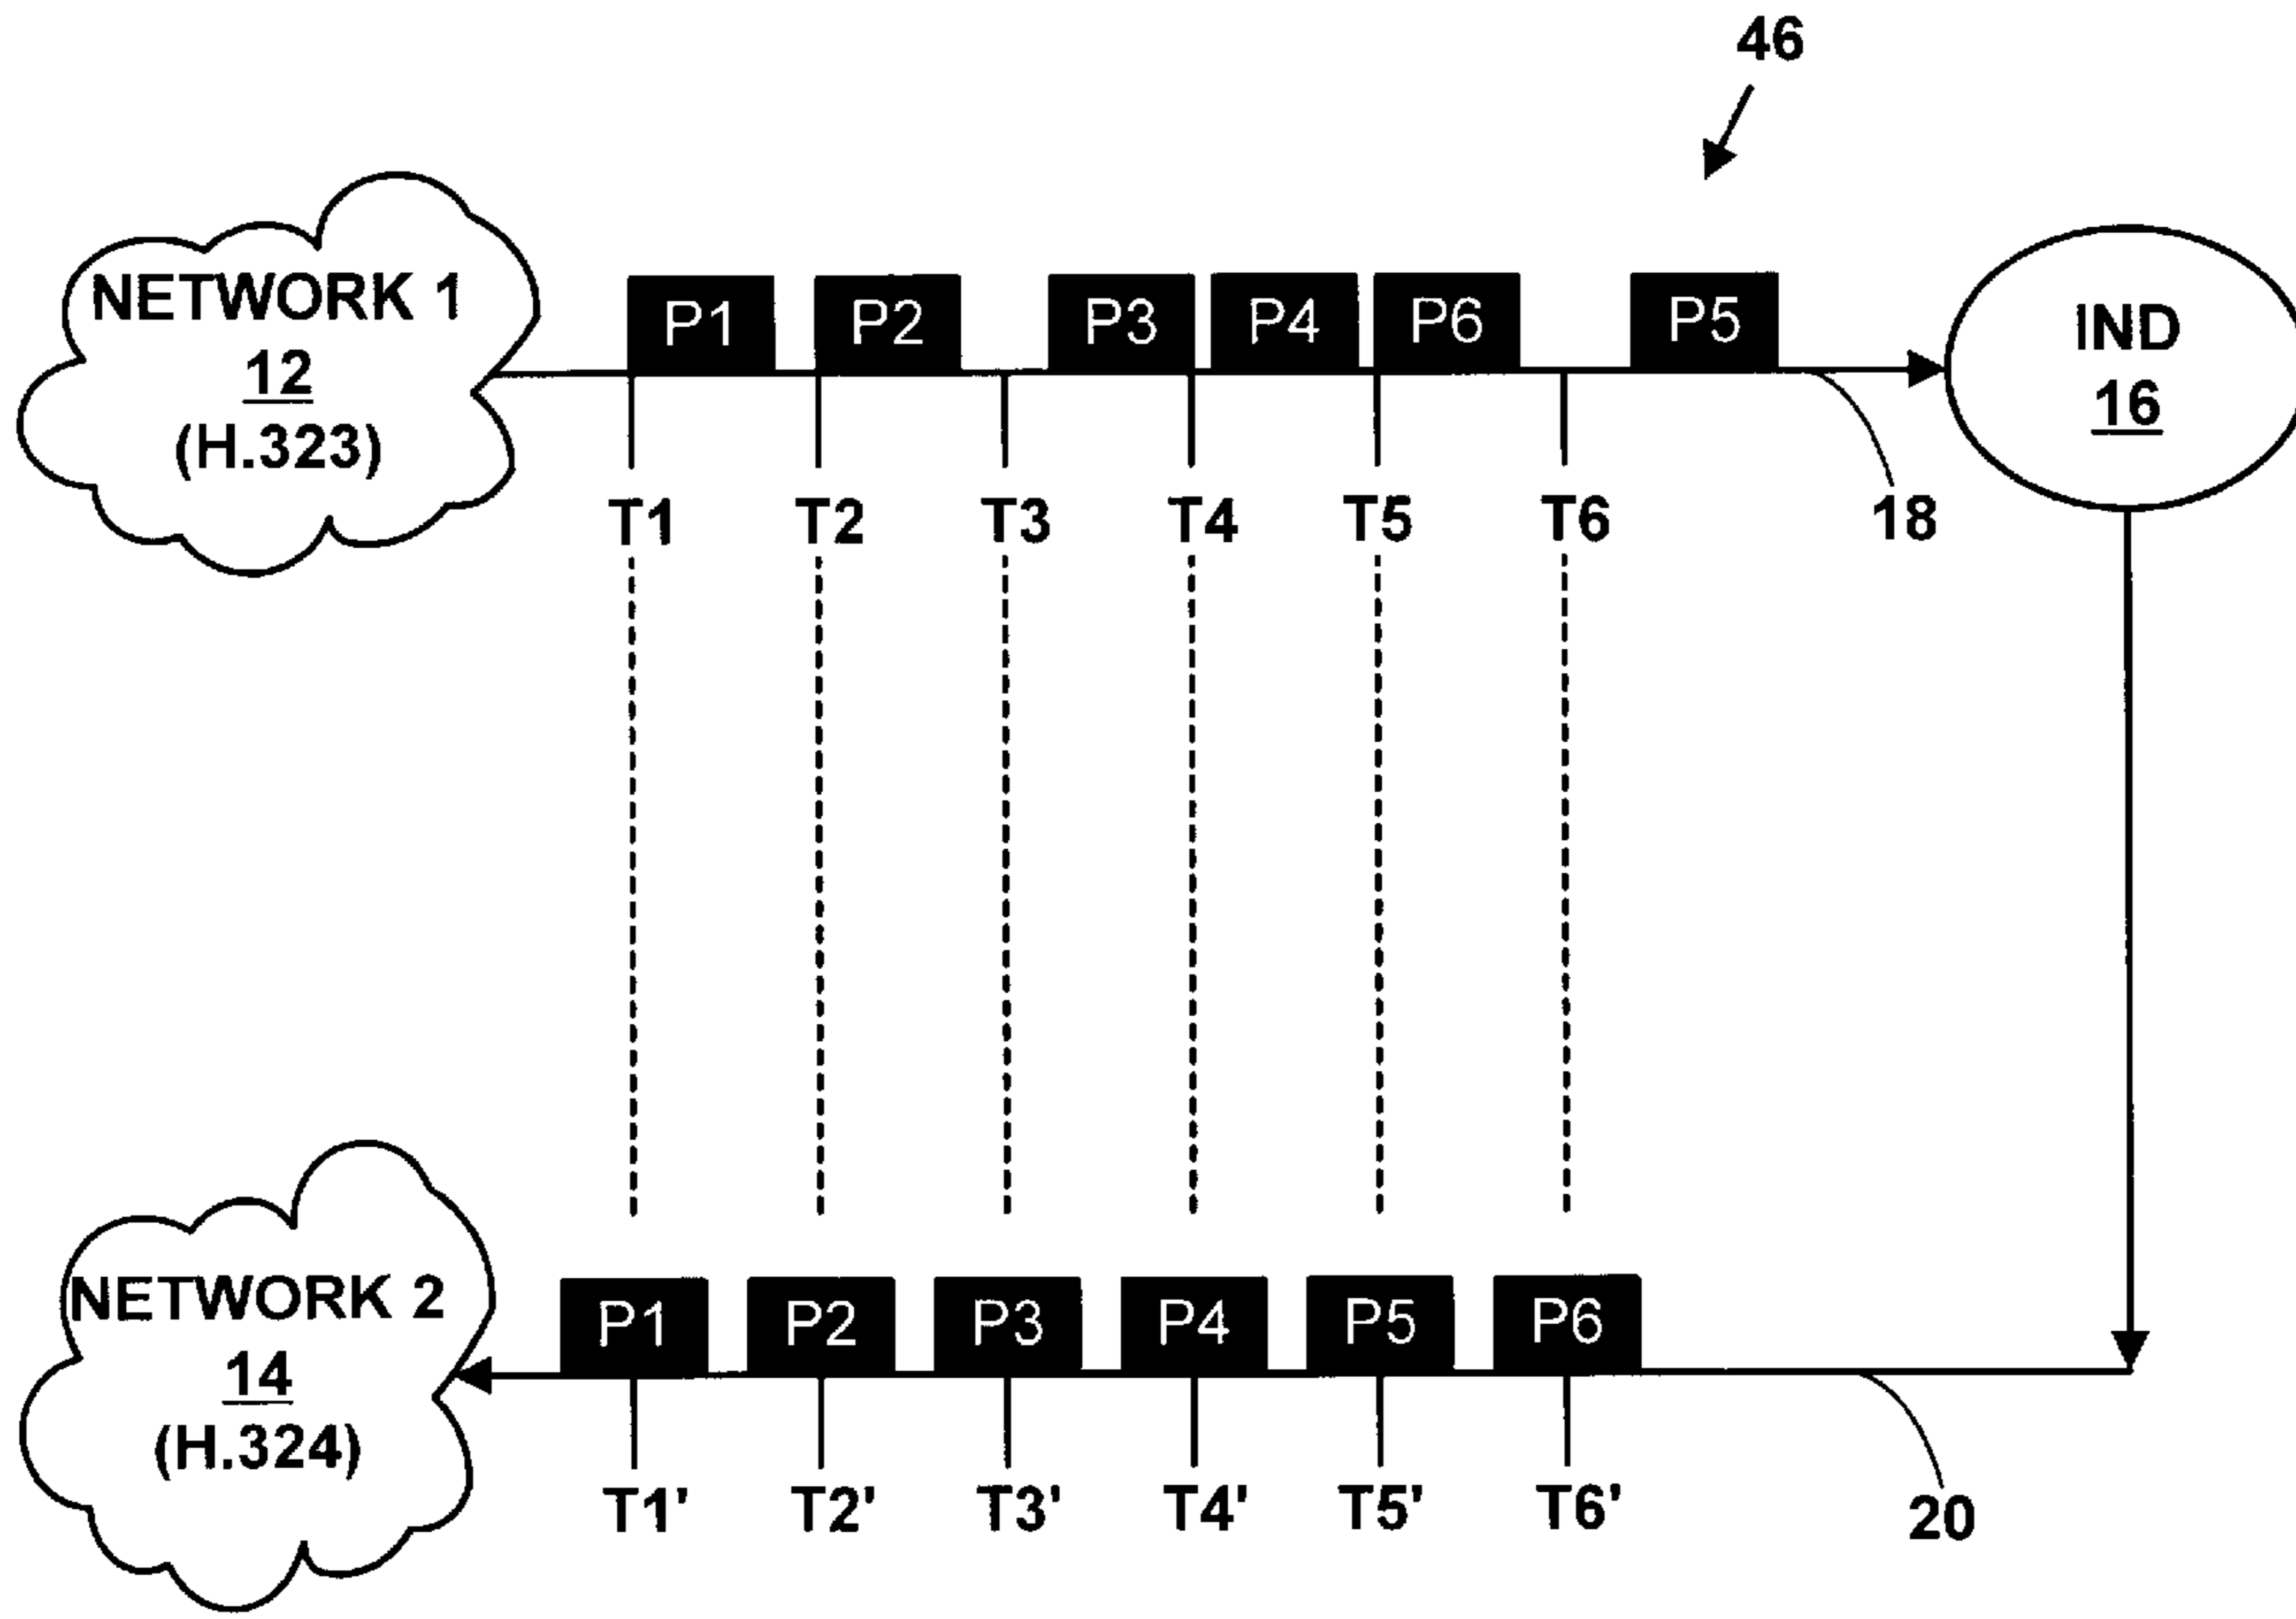 46
NETWORK 1
12
(H.323)
P1 P2 P3 P4 P6 P5
IND
16
T1 T2 T3 T4 T5 T6
18
NETWORK 2
14
(H.324)
P1 P2 P3 P4 P5 P6
T1' T2' T3' T4' T5' T6'
20